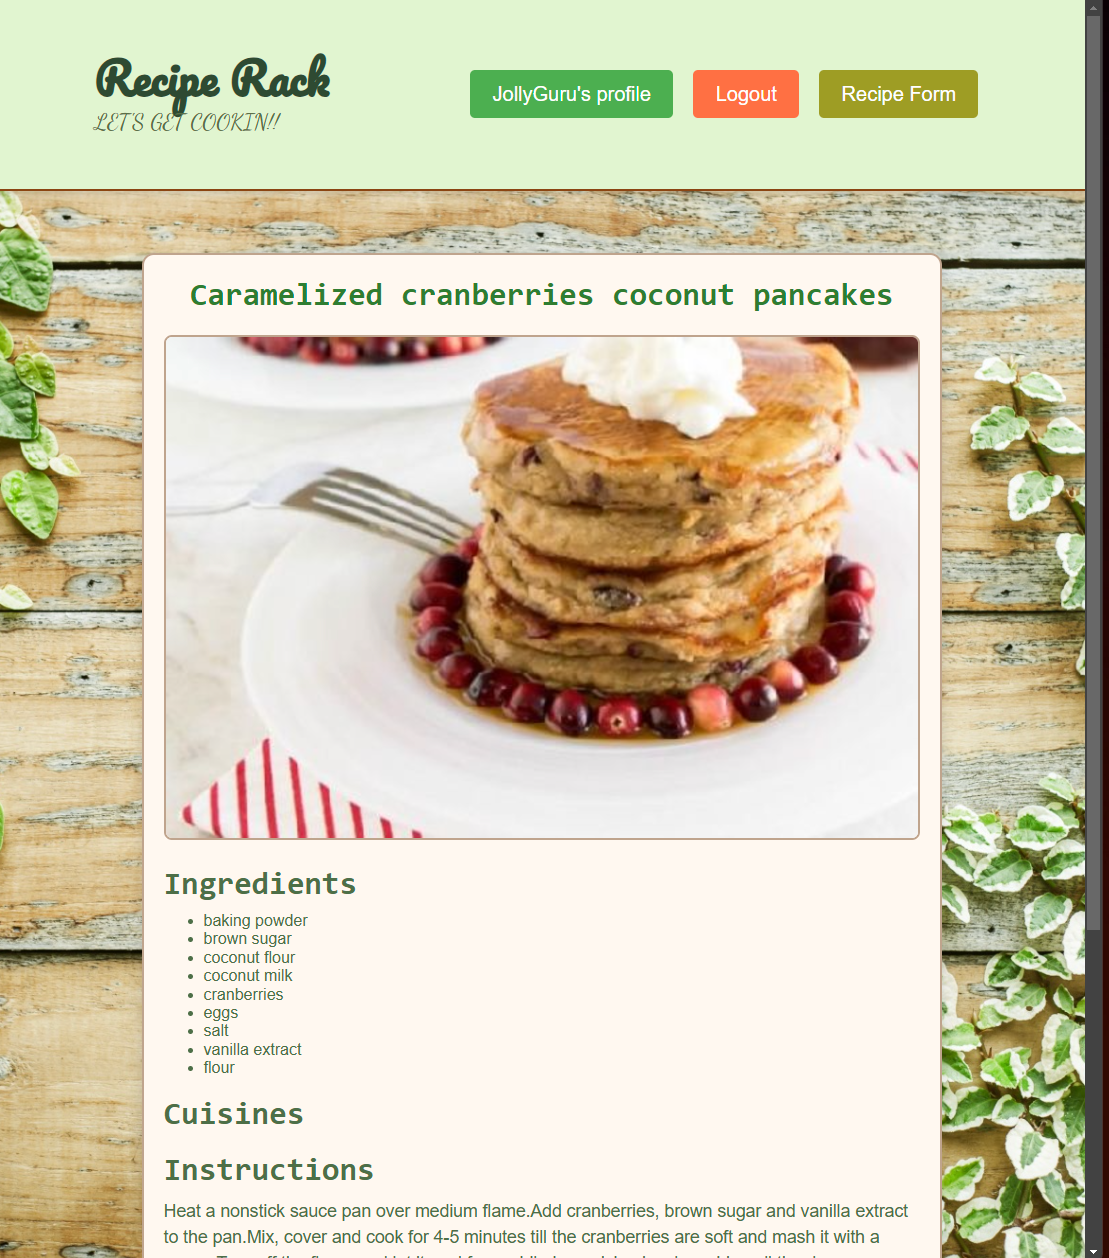 Recipe Rack
LET'S GET COOKIN!!
JollyGuru's profile
Logout
Recipe Form
Caramelized cranberries coconut pancakes
Ingredients
baking powder
brown sugar
coconut flour
coconut milk
cranberries
eggs
salt
vanilla extract
flour
Cuisines
Instructions
Heat a nonstick sauce pan over medium flame.Add cranberries, brown sugar and vanilla extract
to the pan.Mix, cover and cook for 4-5 minutes till the cranberries are soft and mash it with a